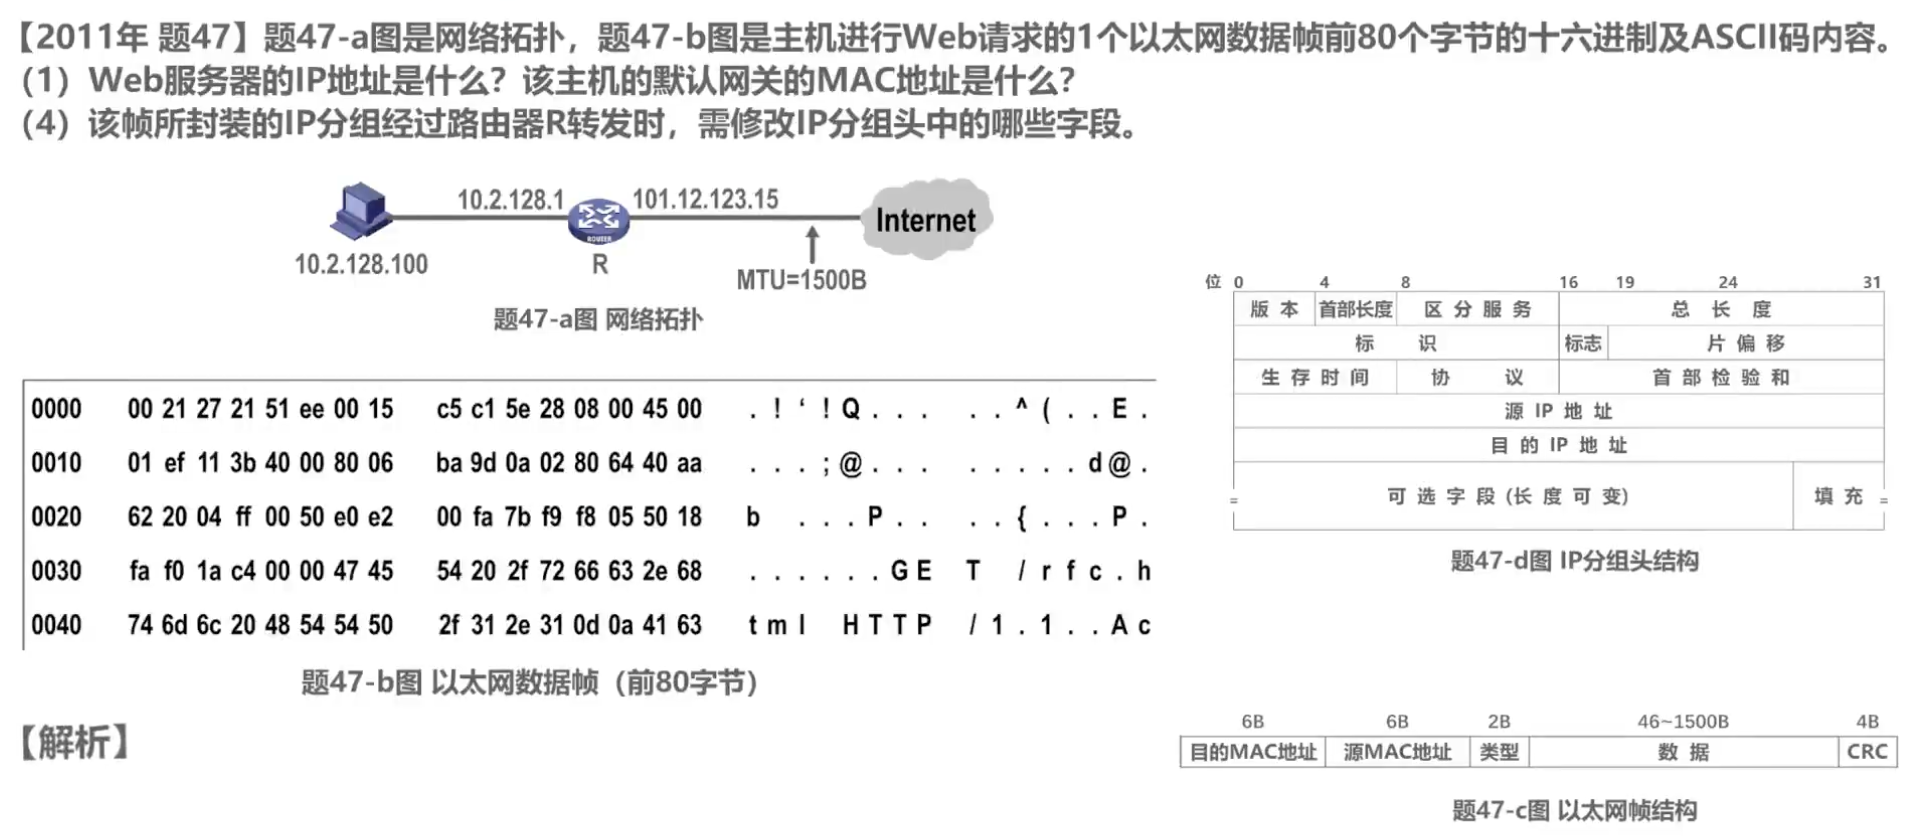 【2011年 题47】题47-a图是网络拓扑，题47-b图是主机进行Web请求的1个以太网数据帧前80个字节的十六进制及ASCII码内容。
（1）Web服务器的IP地址是什么？该主机的默认网关的MAC地址是什么？
（4）该帧所封装的IP分组经过路由器R转发时，需修改IP分组头中的哪些字段。
10.2.128.1 101.12.123.15
Internet
ROUTER
10.2.128.100 R MTU=1500B
题47-a图 网络拓扑
0000 00 21 27 21 51 ee 00 15 c5 c1 5e 28 08 00 45 00 . ! ‘ ! Q . . . . . ^ ( . . E .
0010 01 ef 11 3b 40 00 80 06 ba 9d 0a 02 80 64 40 aa . . . ; @ . . . . . . . . d @ .
0020 62 20 04 ff 00 50 e0 e2 00 fa 7b f9 f8 05 50 18 b . . . P . . . . { . . . P .
0030 fa f0 1a c4 00 00 47 45 54 20 2f 72 66 63 2e 68 . . . . . . G E T / r f c . h
0040 74 6d 6c 20 48 54 54 50 2f 31 2e 31 0d 0a 41 63 t m l H T T P / 1 . 1 . . A c
题47-b图 以太网数据帧（前80字节）
位 0 4 8 16 19 24 31
版 本 首部长度 区 分 服 务 总 长 度
标 识 标志 片 偏 移
生 存 时 间 协 议 首 部 检 验 和
源 IP 地 址
目 的 IP 地 址
可 选 字 段 (长 度 可 变) 填 充
题47-d图 IP分组头结构
【解析】
6B 6B 2B 46~1500B 4B
目的MAC地址 源MAC地址 类型 数 据 CRC
题47-c图 以太网帧结构